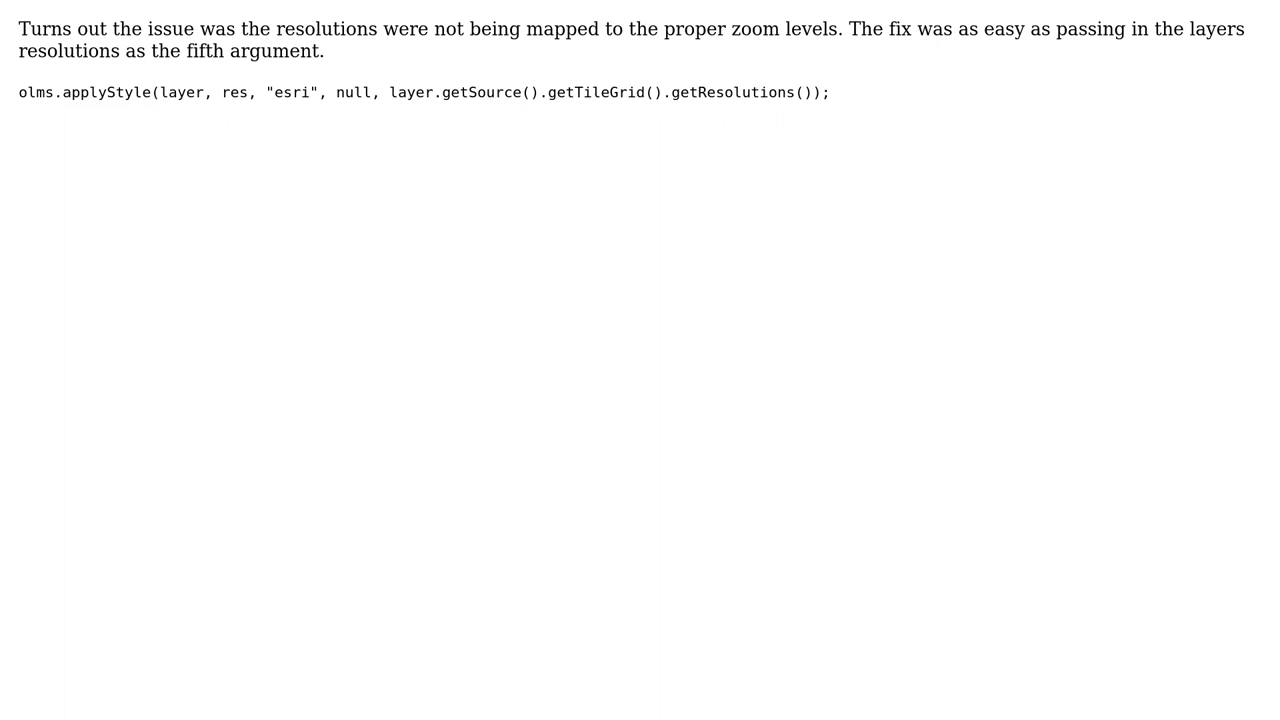 Turns out the issue was the resolutions were not being mapped to the proper zoom levels. The fix was as easy as passing in the layers
resolutions as the fifth argument.
olms.applyStyle(layer, res, "esri", null, layer.getSource().getTileGrid().getResolutions());